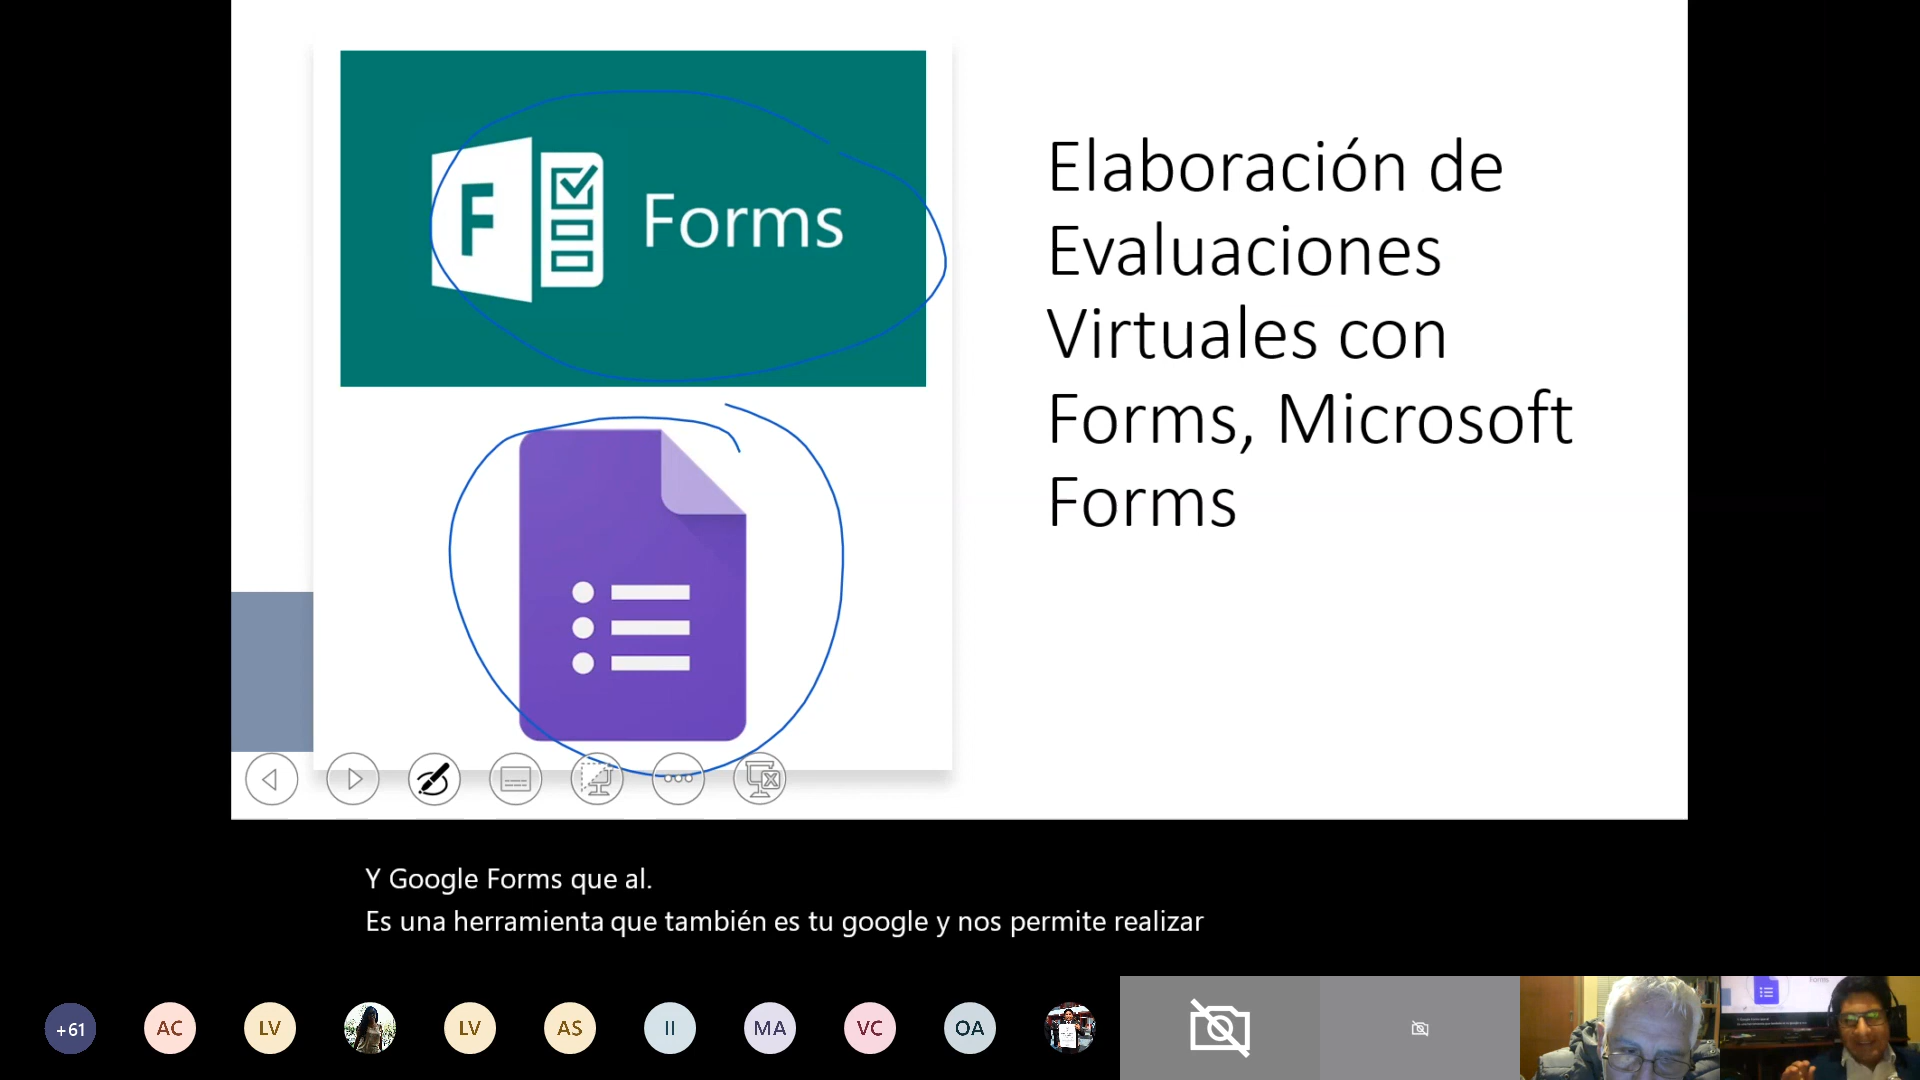 F
Forms
Elaboración de
Evaluaciones
Virtuales con
Forms, Microsoft
Forms
Y Google Forms que al.
Es una herramienta que también es tu google y nos permite realizar
+61
AC
LV
LV
AS
II
MA
VC
OA